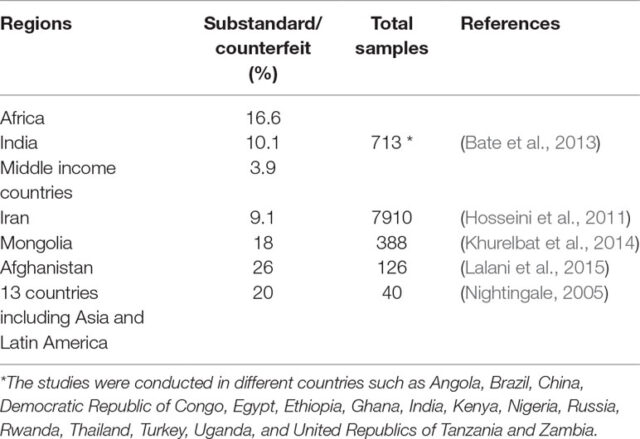 Regions Substandard/ Total References
counterfeit samples
(%)
Africa 16.6
India 10.1 713 * (Bate et al., 2013)
Middle income 3.9
countries
Iran 9.1 7910 (Hosseini et al., 2011)
Mongolia 18 388 (Khurelbat et al., 2014)
Afghanistan 26 126 (Lalani et al., 2015)
13 countries 20 40 (Nightingale, 2005)
including Asia and
Latin America
*The studies were conducted in different countries such as Angola, Brazil, China,
Democratic Republic of Congo, Egypt, Ethiopia, Ghana, India, Kenya, Nigeria, Russia,
Rwanda, Thailand, Turkey, Uganda, and United Republics of Tanzania and Zambia.